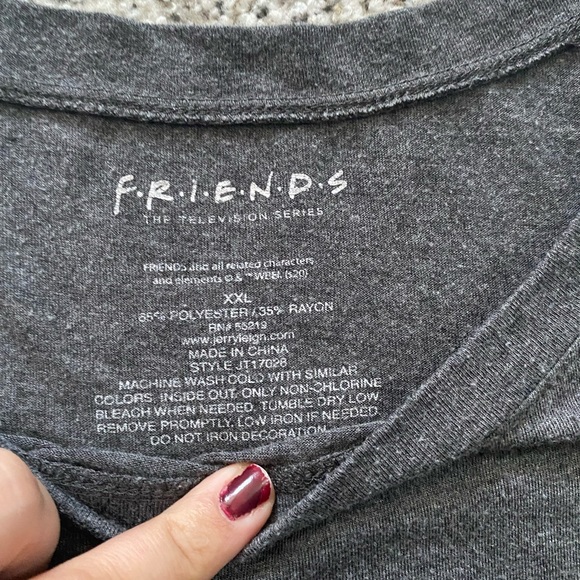 F·R·I·E·N·D·S
THE TELEVISION SERIES
FRIENDS and all related characters
and elements © & ™ WBEI. (s20)
XXL
65% POLYESTER / 35% RAYON
RN# 55219
www.jerryleigh.com
MADE IN CHINA
STYLE JT17028
MACHINE WASH COLD WITH SIMILAR
COLORS, INSIDE OUT. ONLY NON-CHLORINE
BLEACH WHEN NEEDED. TUMBLE DRY LOW
REMOVE PROMPTLY. LOW IRON IF NEEDED
DO NOT IRON DECORATION